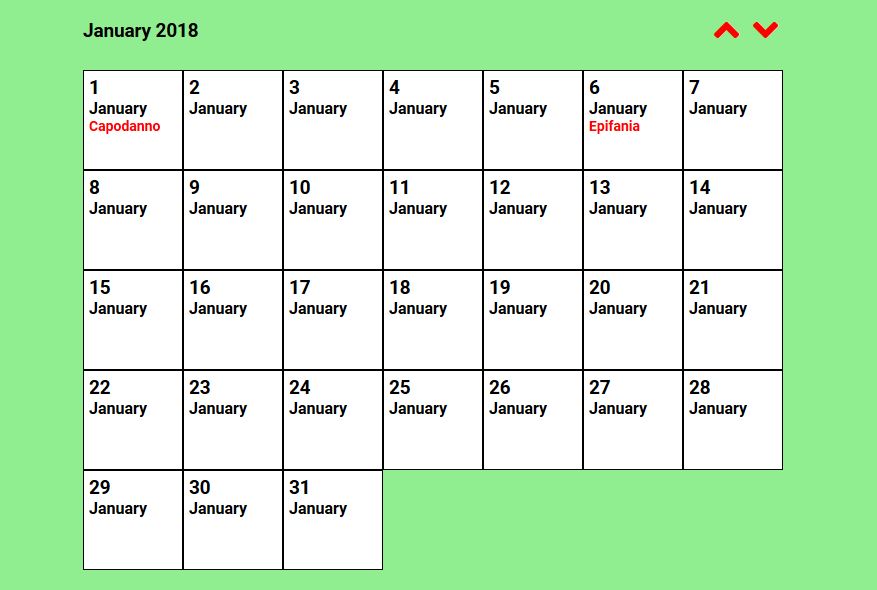 January 2018
1
January
Capodanno
2
January
3
January
4
January
5
January
6
January
Epifania
7
January
8
January
9
January
10
January
11
January
12
January
13
January
14
January
15
January
16
January
17
January
18
January
19
January
20
January
21
January
22
January
23
January
24
January
25
January
26
January
27
January
28
January
29
January
30
January
31
January